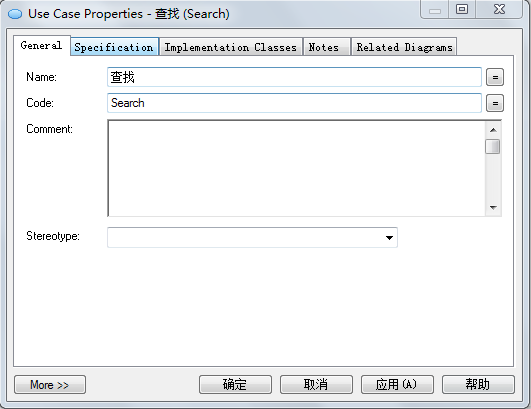 Use Case Properties - 查找 (Search)
General Specification Implementation Classes Notes Related Diagrams
Name: 查找 =
Code: Search =
Comment:
Stereotype:
More >> 确定 取消 应用(A) 帮助